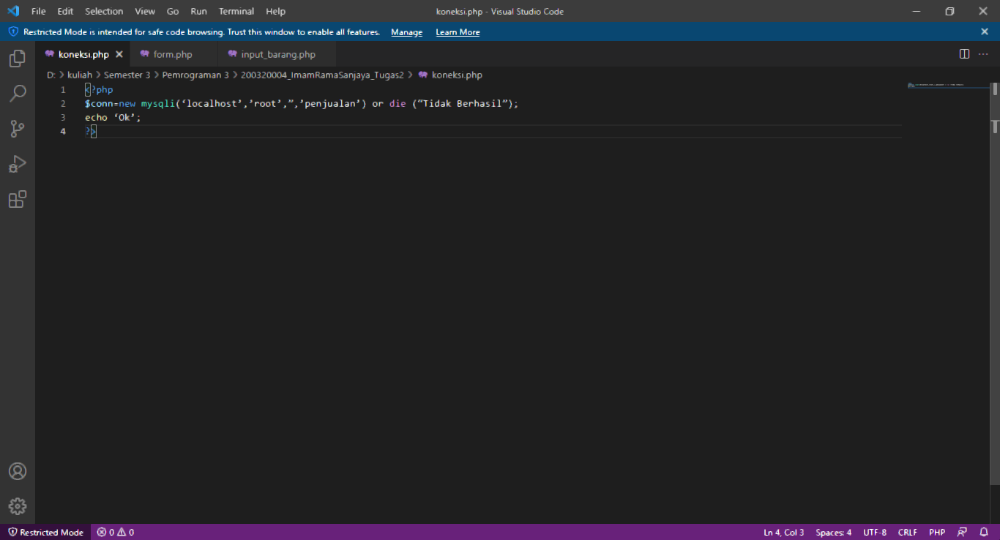 File Edit Selection View Go Run Terminal Help koneksi.php - Visual Studio Code
Restricted Mode is intended for safe code browsing. Trust this window to enable all features. Manage Learn More
koneksi.php form.php input_barang.php
D: > kuliah > Semester 3 > Pemrograman 3 > 200320004_ImamRamaSanjaya_Tugas2 > koneksi.php
1 <?php
2 $conn=new mysqli(‘localhost’,’root’,”,’penjualan’) or die (“Tidak Berhasil”);
3 echo ‘Ok’;
4 ?>
Restricted Mode 0 0 Ln 4, Col 3 Spaces: 4 UTF-8 CRLF PHP